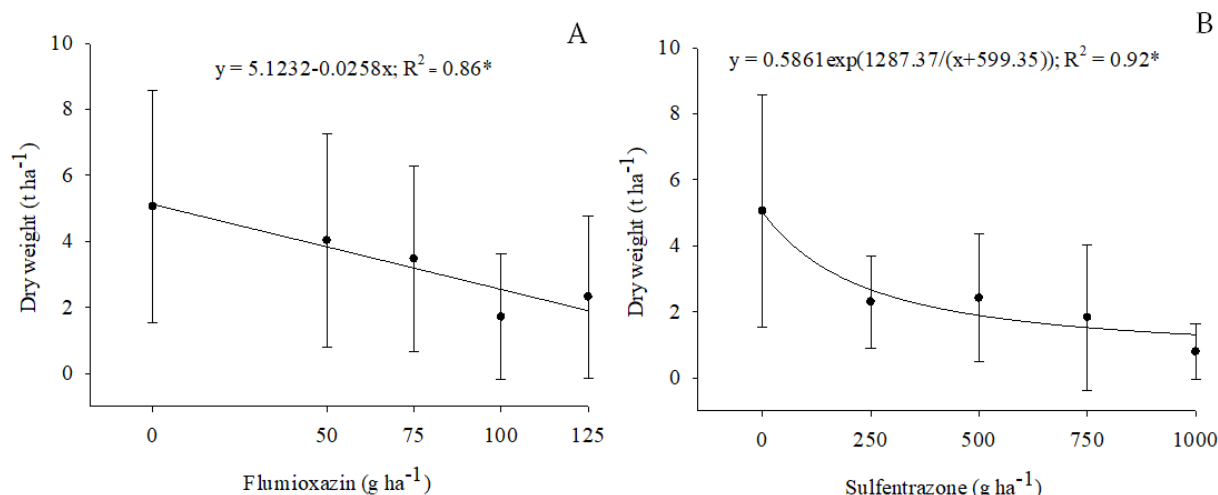 A
y = 5.1232-0.0258x; R² = 0.86*
10
8
6
4
2
0
Dry weight (t ha⁻¹)
0 50 75 100 125
Flumioxazin (g ha⁻¹)
B
y = 0.5861exp(1287.37/(x+599.35)); R² = 0.92*
10
8
6
4
2
0
Dry weight (t ha⁻¹)
0 250 500 750 1000
Sulfentrazone (g ha⁻¹)